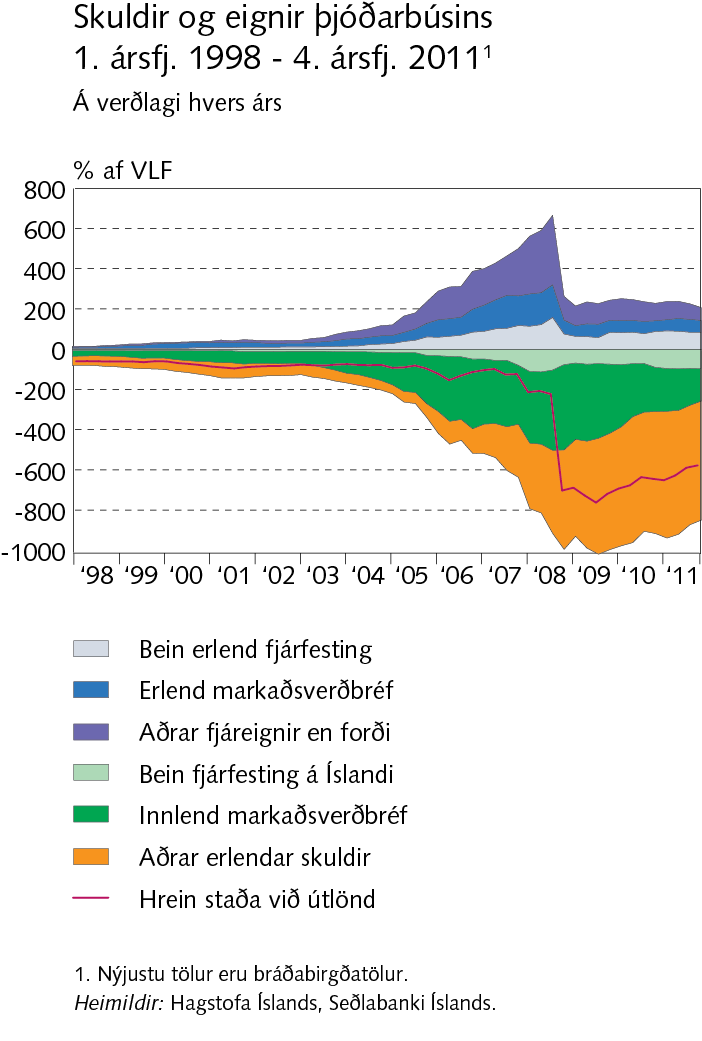 Skuldir og eignir þjóðarbúsins
1. ársfj. 1998 - 4. ársfj. 2011¹
Á verðlagi hvers árs
% af VLF
800
600
400
200
0
-200
-400
-600
-800
-1000
‘98 ‘99 ‘00 ‘01 ‘02 ‘03 ‘04 ‘05 ‘06 ‘07 ‘08 ‘09 ‘10 ‘11
Bein erlend fjárfesting
Erlend markaðsverðbréf
Aðrar fjáreignir en forði
Bein fjárfesting á Íslandi
Innlend markaðsverðbréf
Aðrar erlendar skuldir
Hrein staða við útlönd
1. Nýjustu tölur eru bráðabirgðatölur.
Heimildir: Hagstofa Íslands, Seðlabanki Íslands.